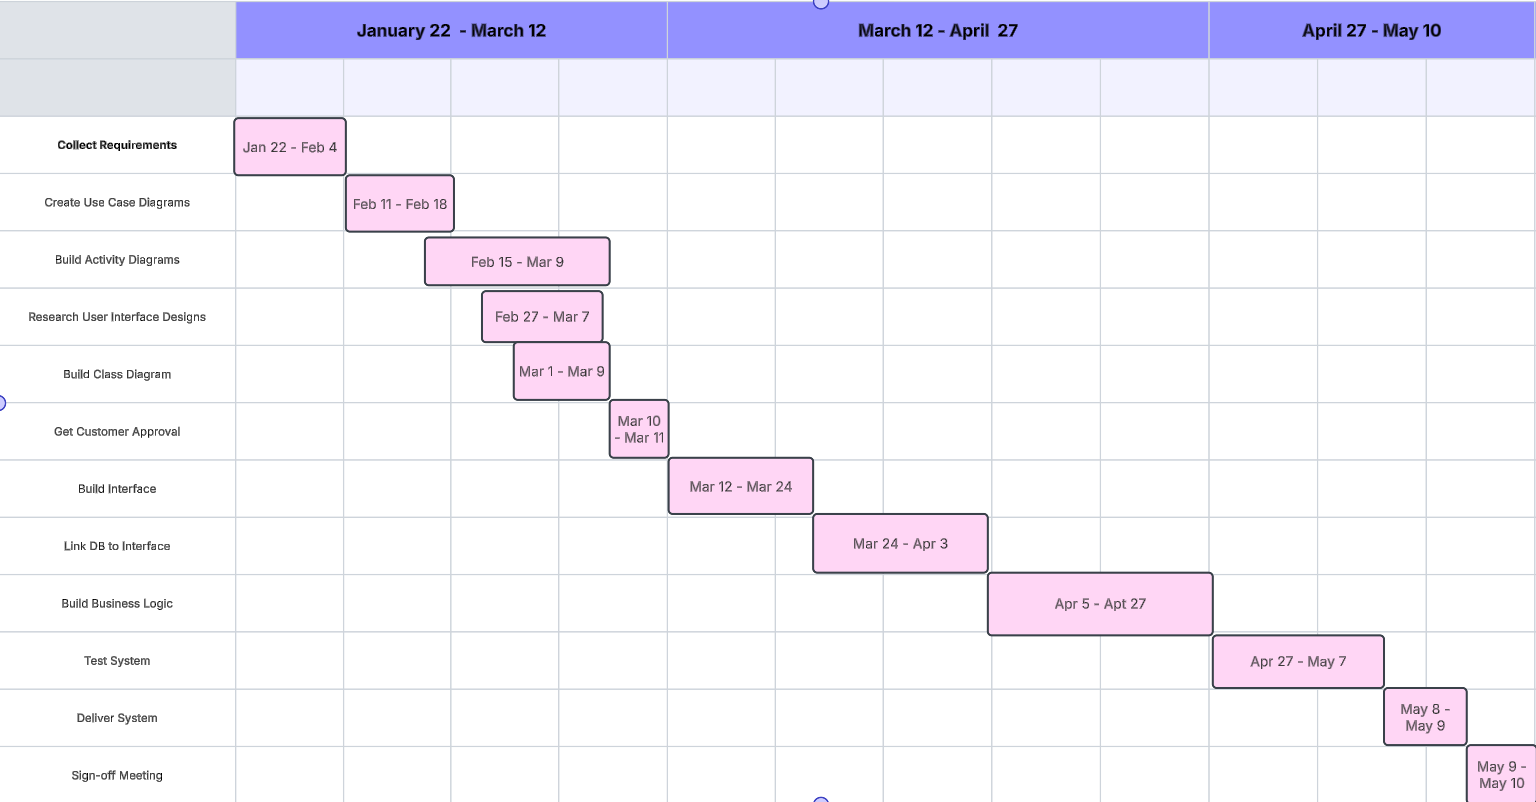 January 22 - March 12
March 12 - April 27
April 27 - May 10
Collect Requirements
Jan 22 - Feb 4
Create Use Case Diagrams
Feb 11 - Feb 18
Build Activity Diagrams
Feb 15 - Mar 9
Research User Interface Designs
Feb 27 - Mar 7
Build Class Diagram
Mar 1 - Mar 9
Get Customer Approval
Mar 10
- Mar 11
Build Interface
Mar 12 - Mar 24
Link DB to Interface
Mar 24 - Apr 3
Build Business Logic
Apr 5 - Apt 27
Test System
Apr 27 - May 7
Deliver System
May 8 -
May 9
Sign-off Meeting
May 9 -
May 10